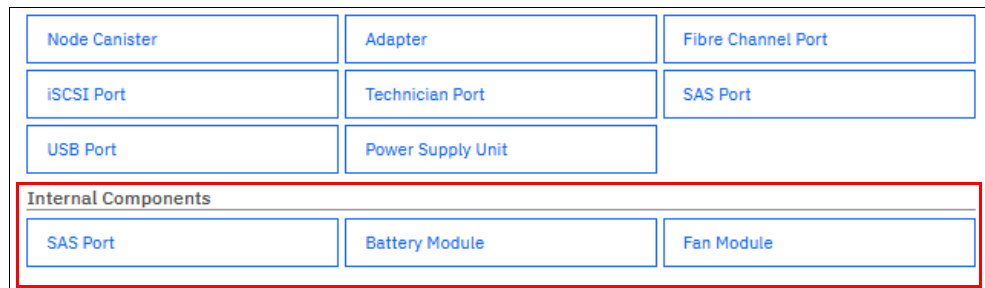 Node Canister Adapter Fibre Channel Port
iSCSI Port Technician Port SAS Port
USB Port Power Supply Unit
Internal Components
SAS Port Battery Module Fan Module